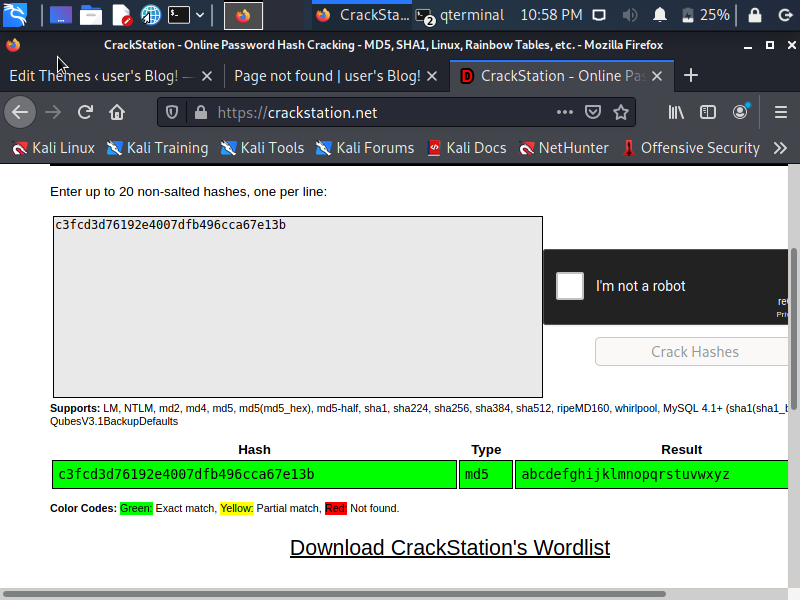 CrackSta... qterminal 10:58 PM 25%
2
CrackStation - Online Password Hash Cracking - MD5, SHA1, Linux, Rainbow Tables, etc. - Mozilla Firefox
Edit Themes ‹ user's Blog! — Page not found | user's Blog! CrackStation - Online Pas
https://crackstation.net
Kali Linux Kali Training Kali Tools Kali Forums Kali Docs NetHunter Offensive Security
Enter up to 20 non-salted hashes, one per line:
c3fcd3d76192e4007dfb496cca67e13b
I'm not a robot
reC
Priv
Crack Hashes
Supports: LM, NTLM, md2, md4, md5, md5(md5_hex), md5-half, sha1, sha224, sha256, sha384, sha512, ripeMD160, whirlpool, MySQL 4.1+ (sha1(sha1_b
QubesV3.1BackupDefaults
Hash Type Result
c3fcd3d76192e4007dfb496cca67e13b md5 abcdefghijklmnopqrstuvwxyz
Color Codes: Green: Exact match, Yellow: Partial match, Red: Not found.
Download CrackStation's Wordlist